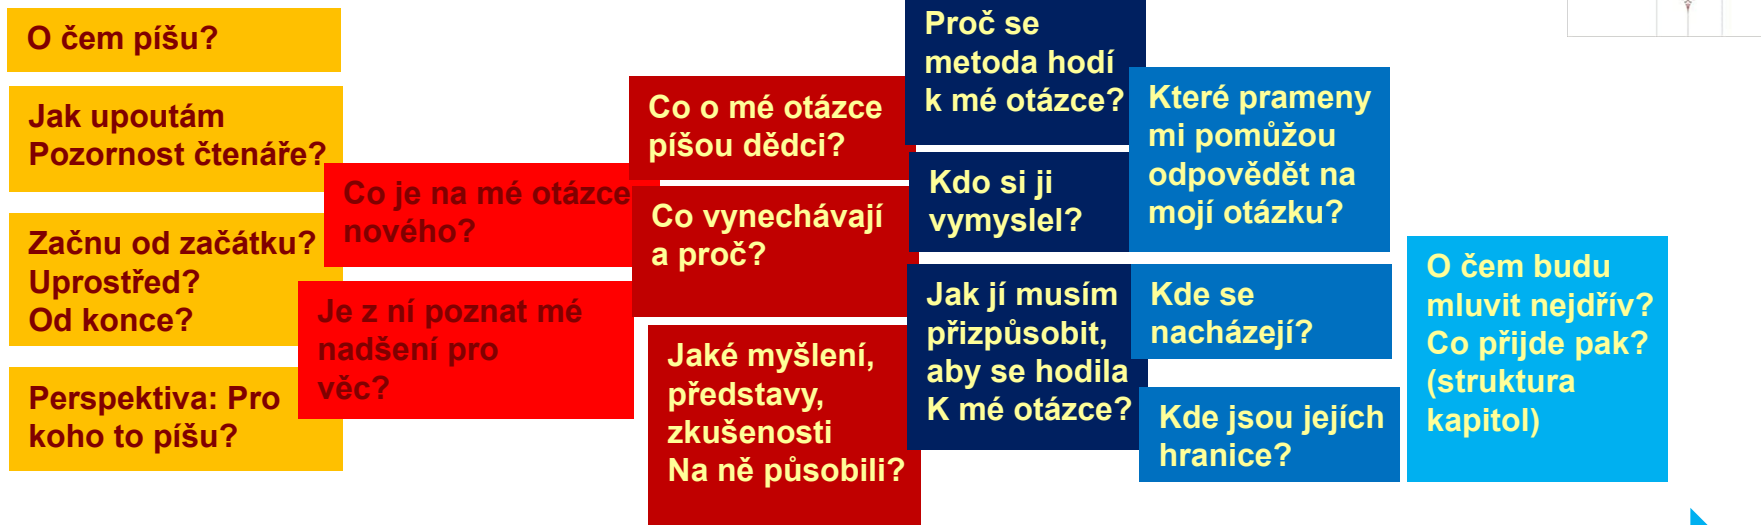 O čem píšu?
Jak upoutám
Pozornost čtenáře?
Začnu od začátku?
Uprostřed?
Od konce?
Perspektiva: Pro
koho to píšu?
Co je na mé otázce
nového?
Je z ní poznat mé
nadšení pro
věc?
Co o mé otázce
píšou dědci?
Co vynechávají
a proč?
Jaké myšlení,
představy,
zkušenosti
Na ně působili?
Proč se
metoda hodí
k mé otázce?
Kdo si ji
vymyslel?
Jak jí musím
přizpůsobit,
aby se hodila
K mé otázce?
Které prameny
mi pomůžou
odpovědět na
mojí otázku?
Kde se
nacházejí?
Kde jsou jejích
hranice?
O čem budu
mluvit nejdřív?
Co přijde pak?
(struktura
kapitol)